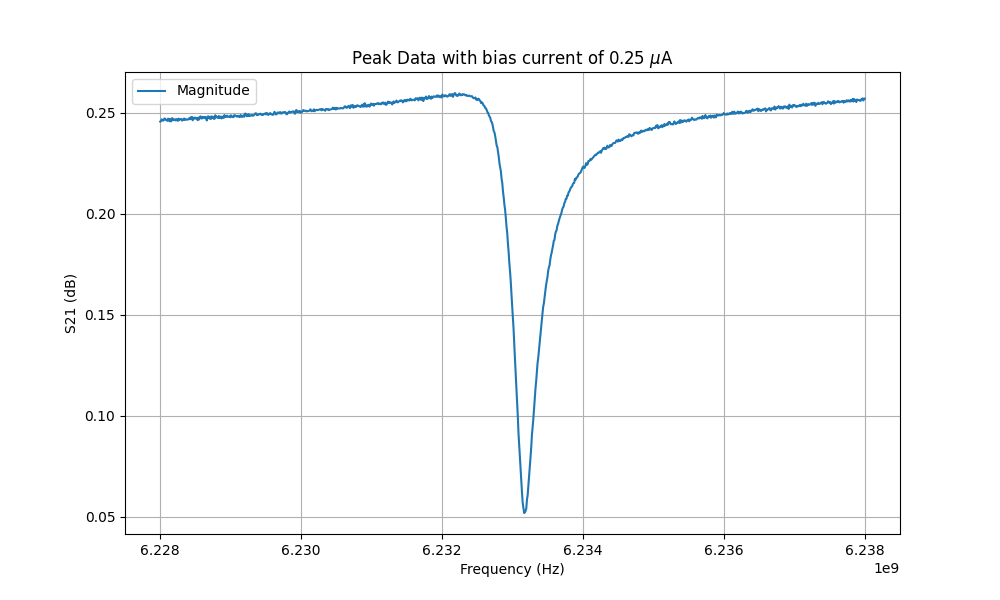 Peak Data with bias current of 0.25 μA
Magnitude
S21 (dB)
0.25
0.20
0.15
0.10
0.05
6.228 6.230 6.232 6.234 6.236 6.238
1e9
Frequency (Hz)